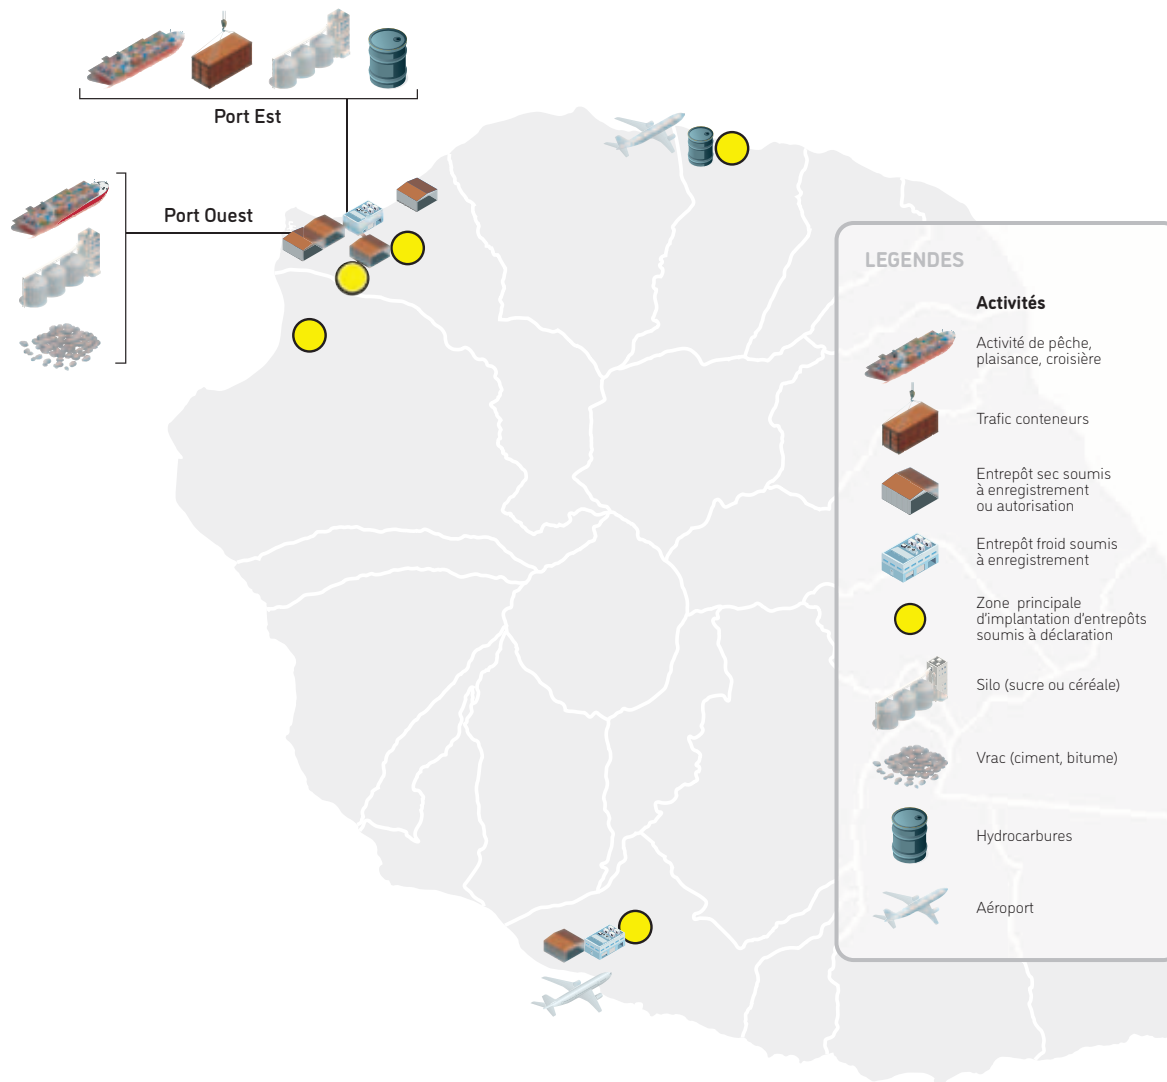 Port Est
Port Ouest
LEGENDES
Activités
Activité de pêche,
plaisance, croisière
Trafic conteneurs
Entrepôt sec soumis
à enregistrement
ou autorisation
Entrepôt froid soumis
à enregistrement
Zone principale
d'implantation d'entrepôts
soumis à déclaration
Silo (sucre ou céréale)
Vrac (ciment, bitume)
Hydrocarbures
Aéroport